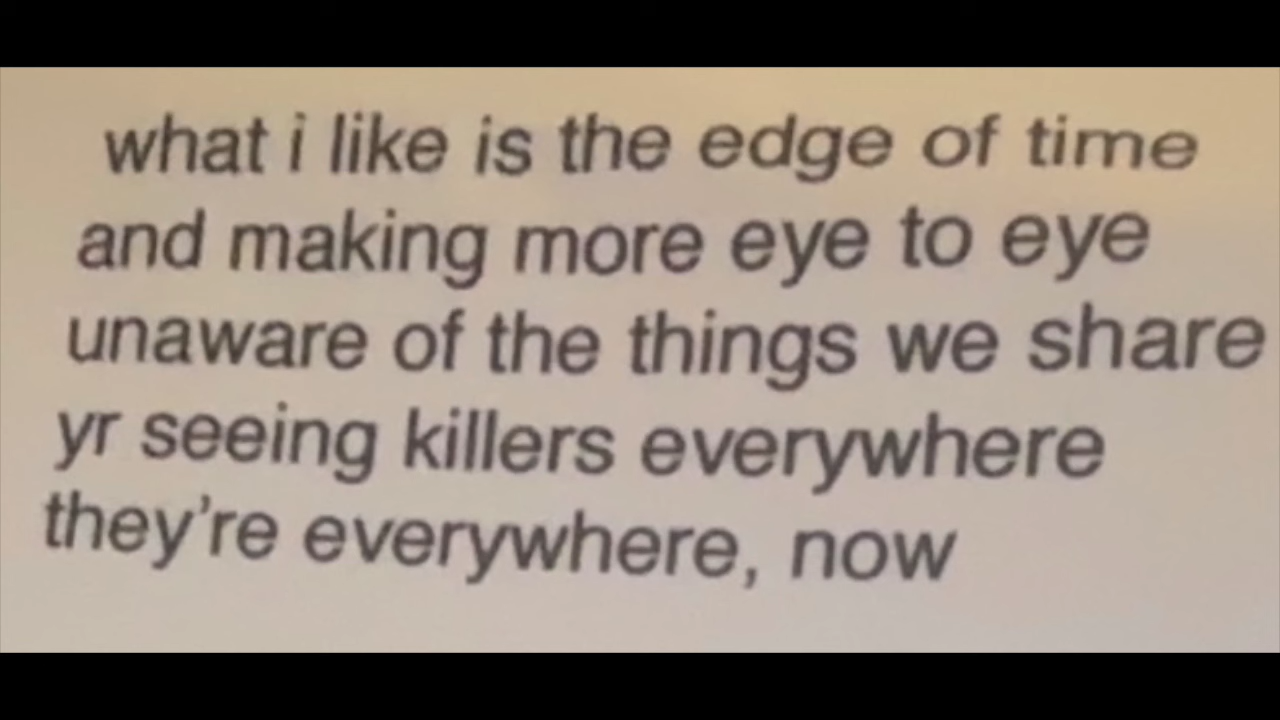 what i like is the edge of time
and making more eye to eye
unaware of the things we share
yr seeing killers everywhere
they're everywhere, now